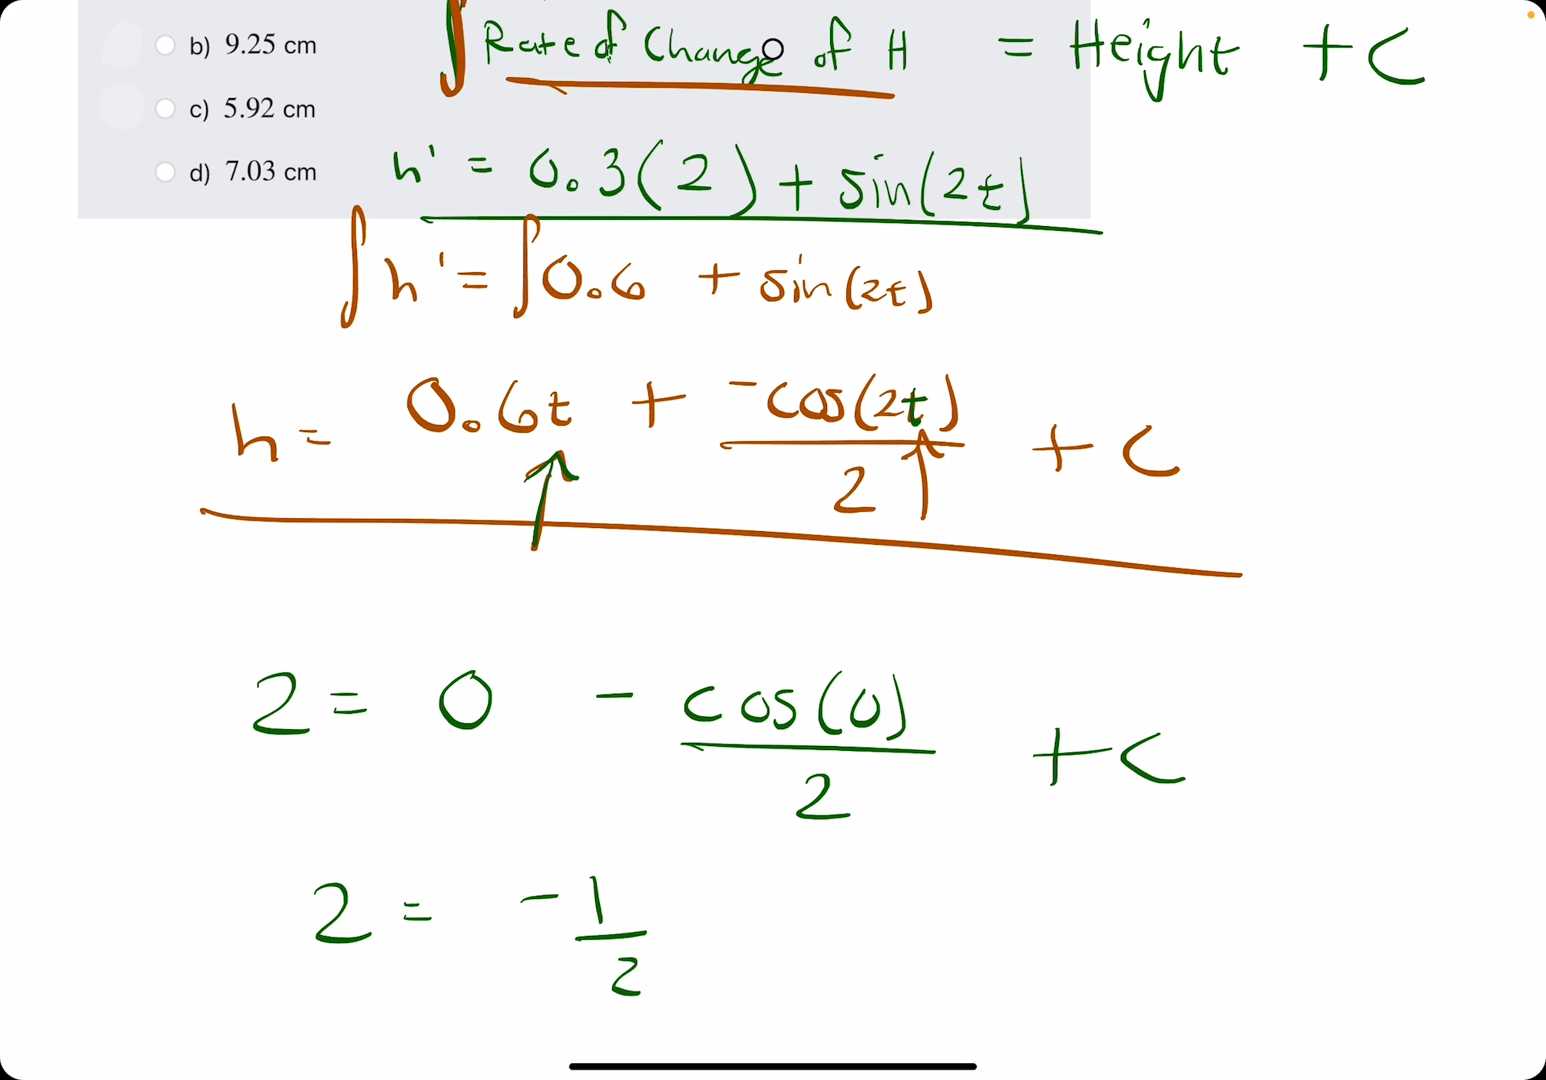 b) 9.25 cm
∫ Rate of Change of H = Height + C
c) 5.92 cm
d) 7.03 cm
h' = 0.3(2) + sin(2t)
∫ h' = ∫ 0.6 + sin(2t)
h = 0.6t + -cos(2t)/2 + C
2 = 0 - cos(0)/2 + C
2 = -1/2